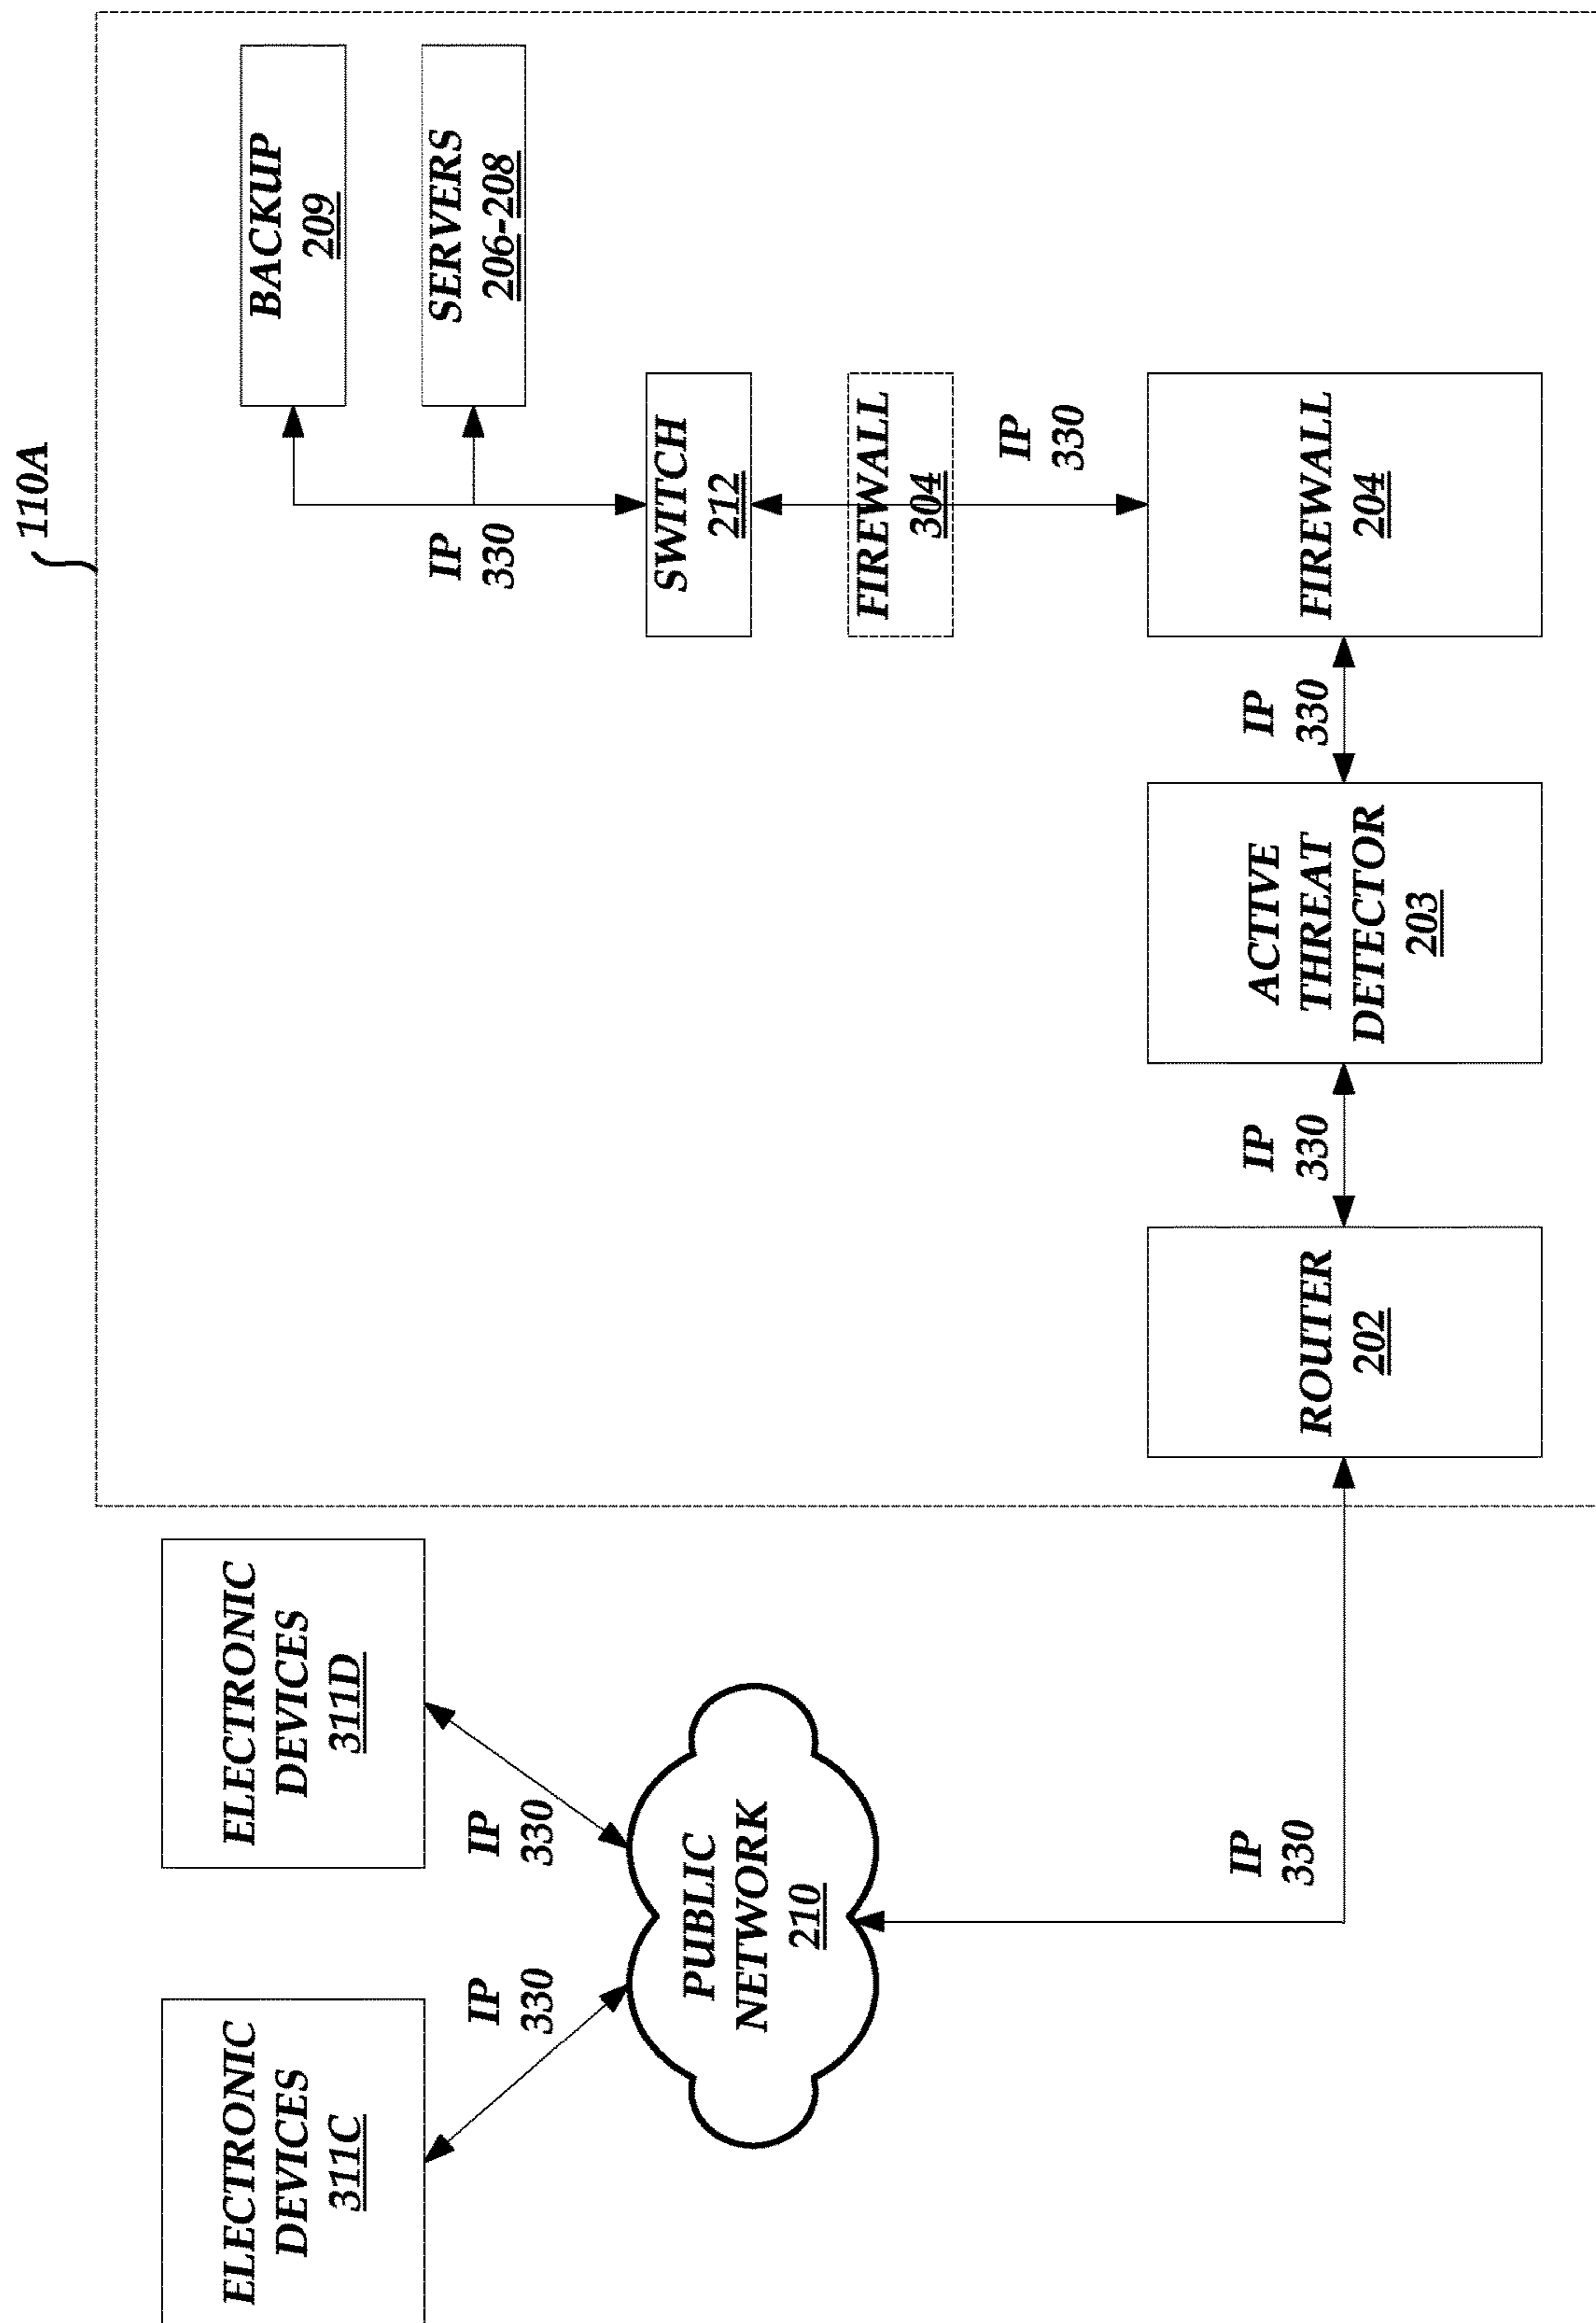 110A
ELECTRONIC
DEVICES
311C
ELECTRONIC
DEVICES
311D
BACKUP
209
SERVERS
206-208
IP
330
IP
330
IP
330
PUBLIC
NETWORK
210
SWITCH
212
FIREWALL
304
IP
330
IP
330
ROUTER
202
IP
330
ACTIVE
THREAT
DETECTOR
203
IP
330
FIREWALL
204